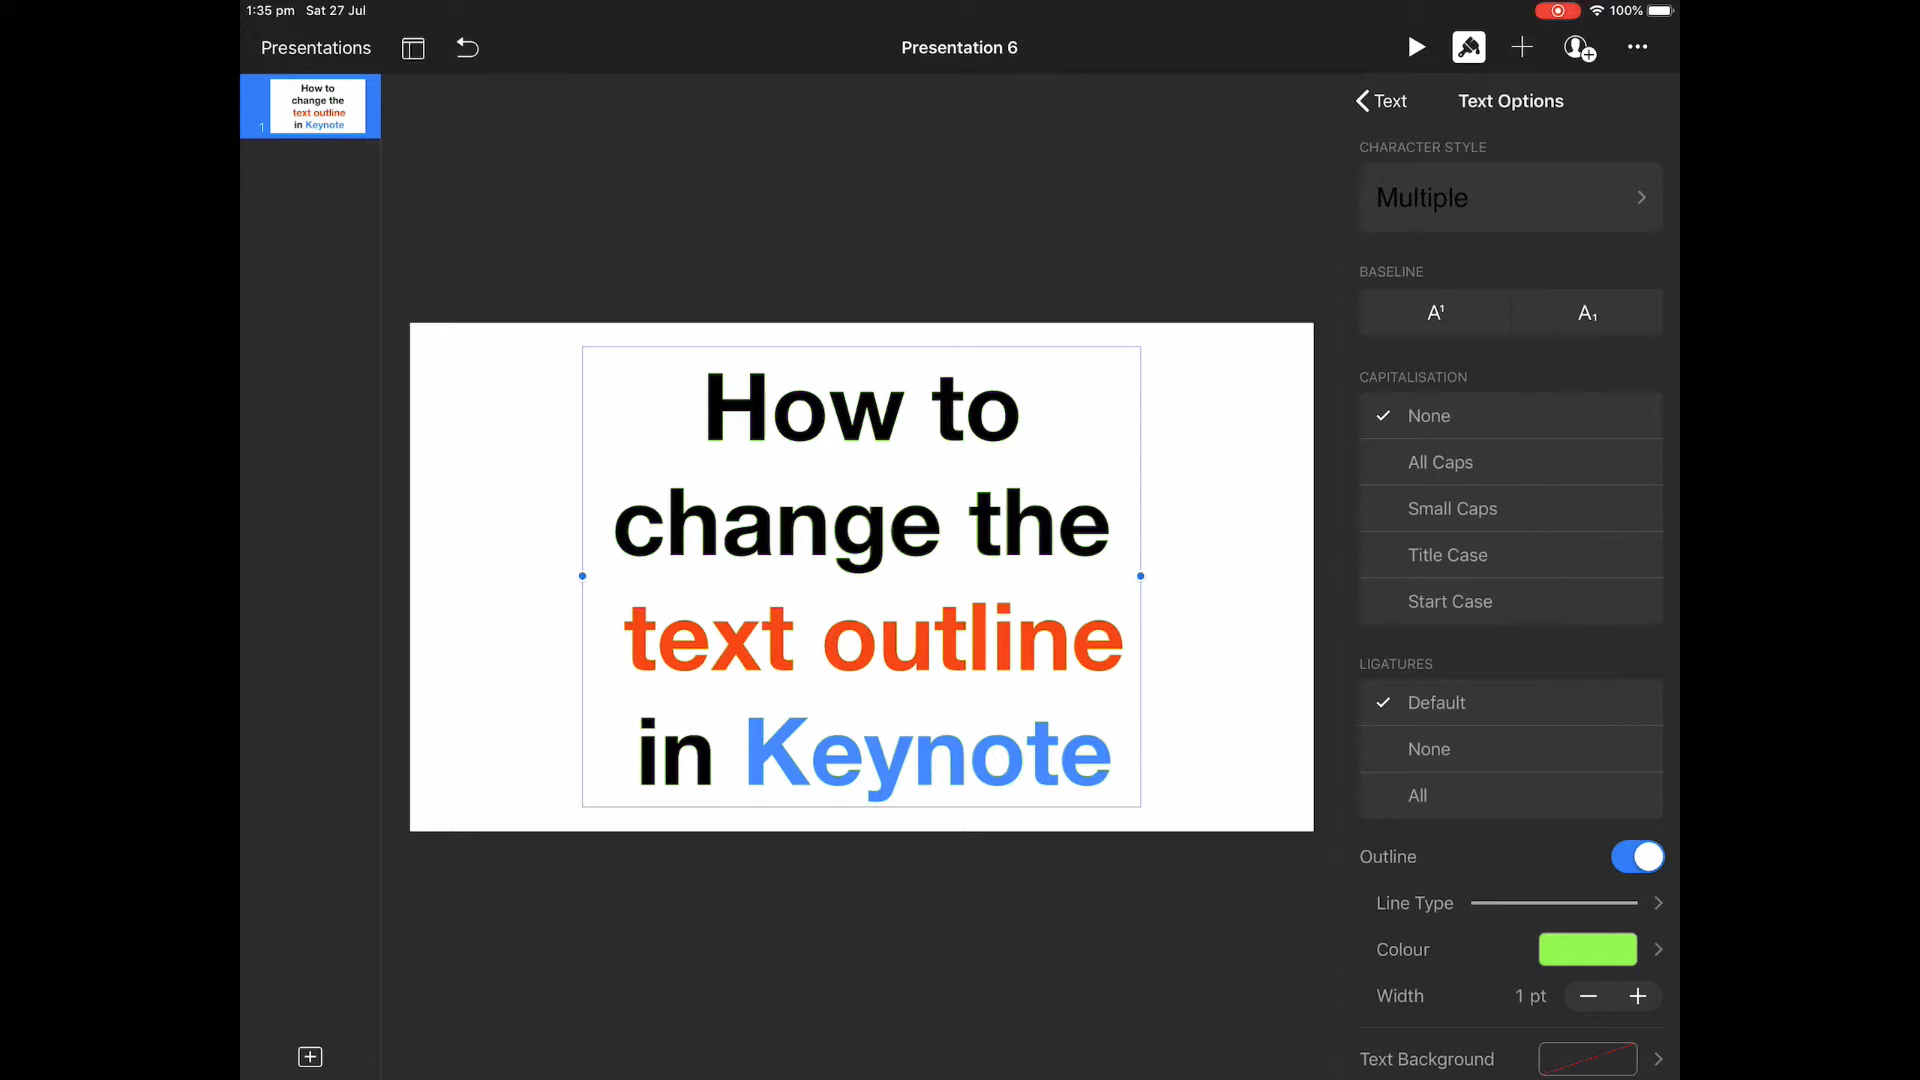 1:35 pm Sat 27 Jul
100%
Presentations
Presentation 6
How to
change the
text outline
in Keynote
1
How to
change the
text outline
in Keynote
Text
Text Options
CHARACTER STYLE
Multiple
BASELINE
A¹ A₁
CAPITALISATION
None
All Caps
Small Caps
Title Case
Start Case
LIGATURES
Default
None
All
Outline
Line Type
Colour
Width 1 pt
Text Background